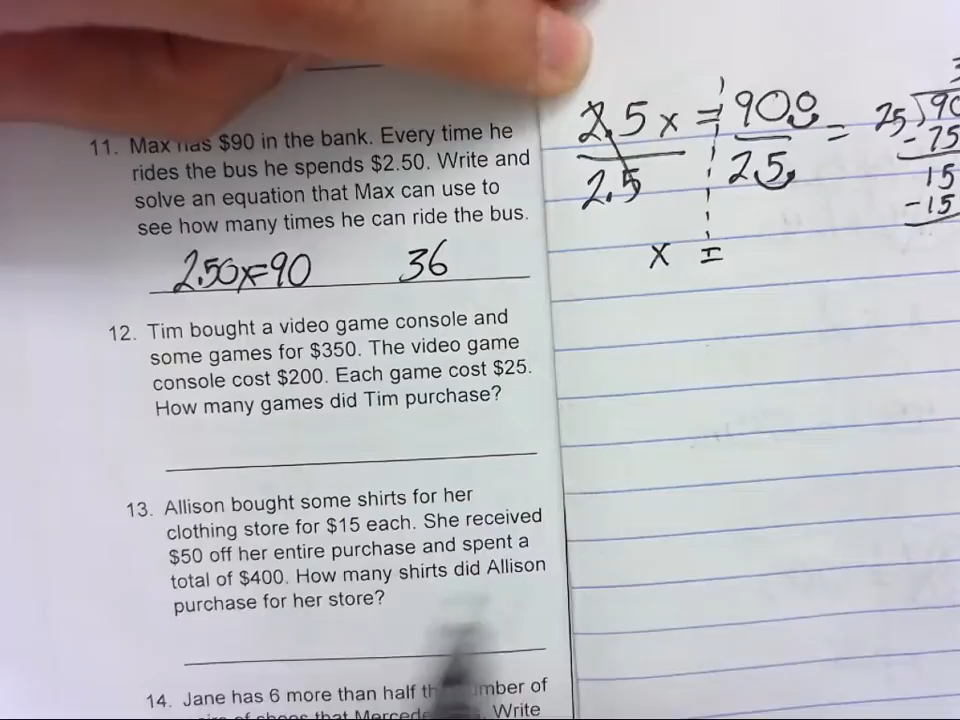 11. Max has $90 in the bank. Every time he
rides the bus he spends $2.50. Write and
solve an equation that Max can use to
see how many times he can ride the bus.
2.50x=90 36
12. Tim bought a video game console and
some games for $350. The video game
console cost $200. Each game cost $25.
How many games did Tim purchase?
13. Allison bought some shirts for her
clothing store for $15 each. She received
$50 off her entire purchase and spent a
total of $400. How many shirts did Allison
purchase for her store?
14. Jane has 6 more than half of
shoes that Write
2.5x = 900 =
2.5 25
x =
3
25 90
-75
15
-15